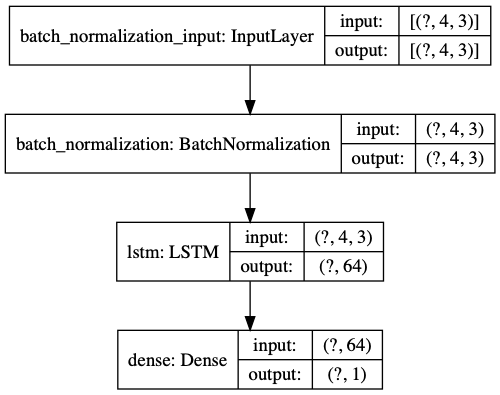 batch_normalization_input: InputLayer
input: [(?, 4, 3)]
output: [(?, 4, 3)]
batch_normalization: BatchNormalization
input: (?, 4, 3)
output: (?, 4, 3)
lstm: LSTM
input: (?, 4, 3)
output: (?, 64)
dense: Dense
input: (?, 64)
output: (?, 1)